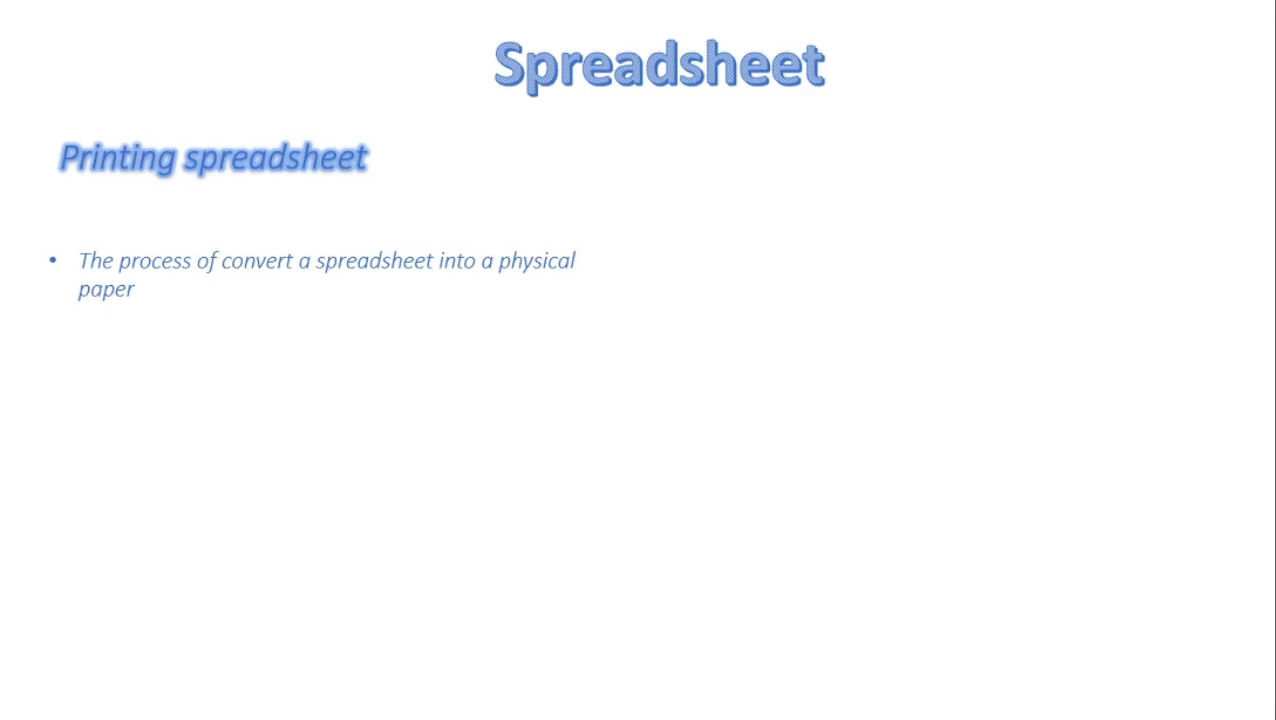 Spreadsheet
Printing spreadsheet
• The process of convert a spreadsheet into a physical
paper